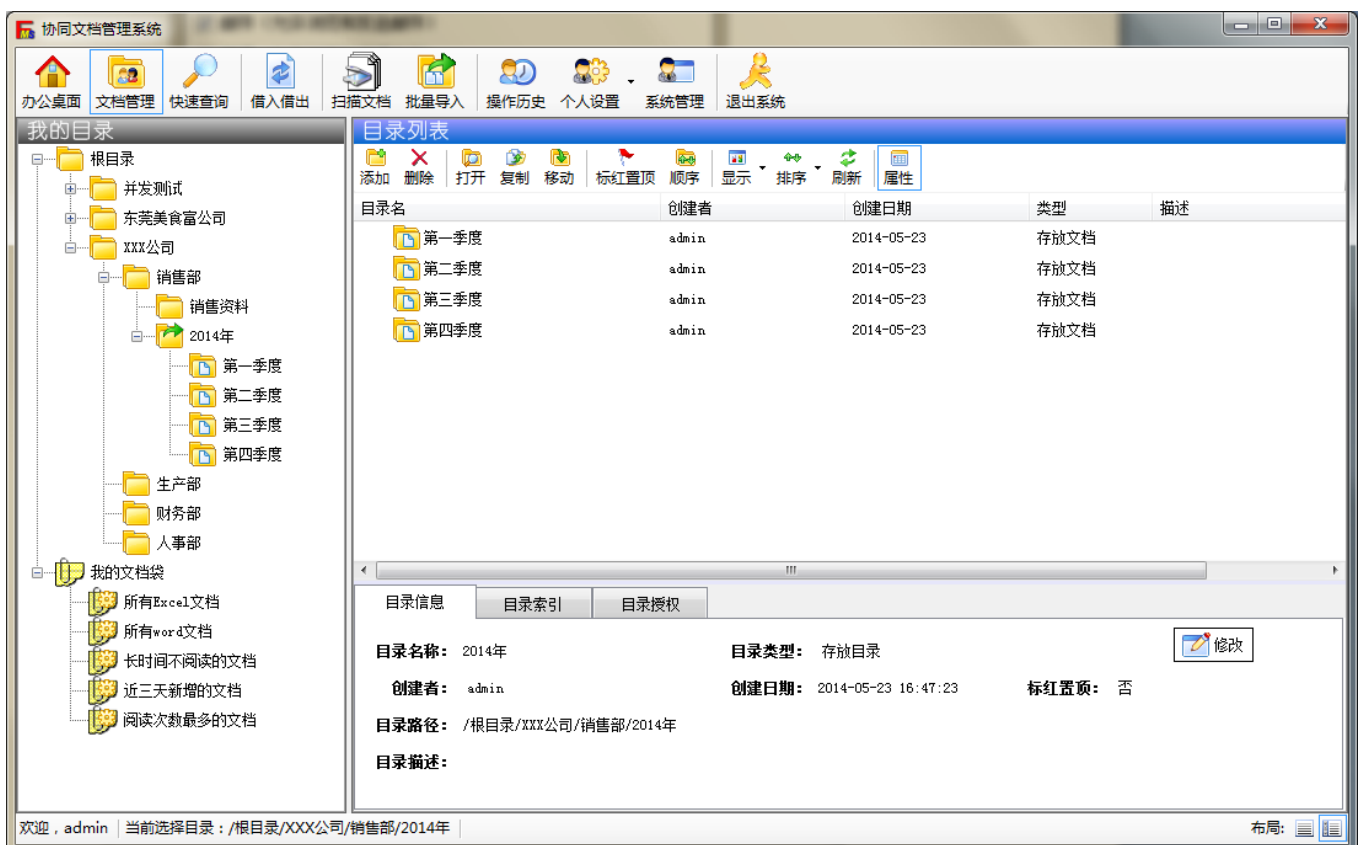 协同文档管理系统
办公桌面 文档管理 快速查询 借入借出 扫描文档 批量导入 操作历史 个人设置 系统管理 退出系统
我的目录
根目录
并发测试
东莞美食富公司
XXX公司
销售部
销售资料
2014年
第一季度
第二季度
第三季度
第四季度
生产部
财务部
人事部
我的文档袋
所有Excel文档
所有word文档
长时间不阅读的文档
近三天新增的文档
阅读次数最多的文档
目录列表
添加 删除 打开 复制 移动 标红置顶 顺序 显示 排序 刷新 属性
目录名 创建者 创建日期 类型 描述
第一季度 admin 2014-05-23 存放文档
第二季度 admin 2014-05-23 存放文档
第三季度 admin 2014-05-23 存放文档
第四季度 admin 2014-05-23 存放文档
目录信息 目录索引 目录授权
目录名称： 2014年 目录类型： 存放目录 修改
创建者： admin 创建日期： 2014-05-23 16:47:23 标红置顶： 否
目录路径： /根目录/XXX公司/销售部/2014年
目录描述：
欢迎，admin 当前选择目录：/根目录/XXX公司/销售部/2014年 布局: